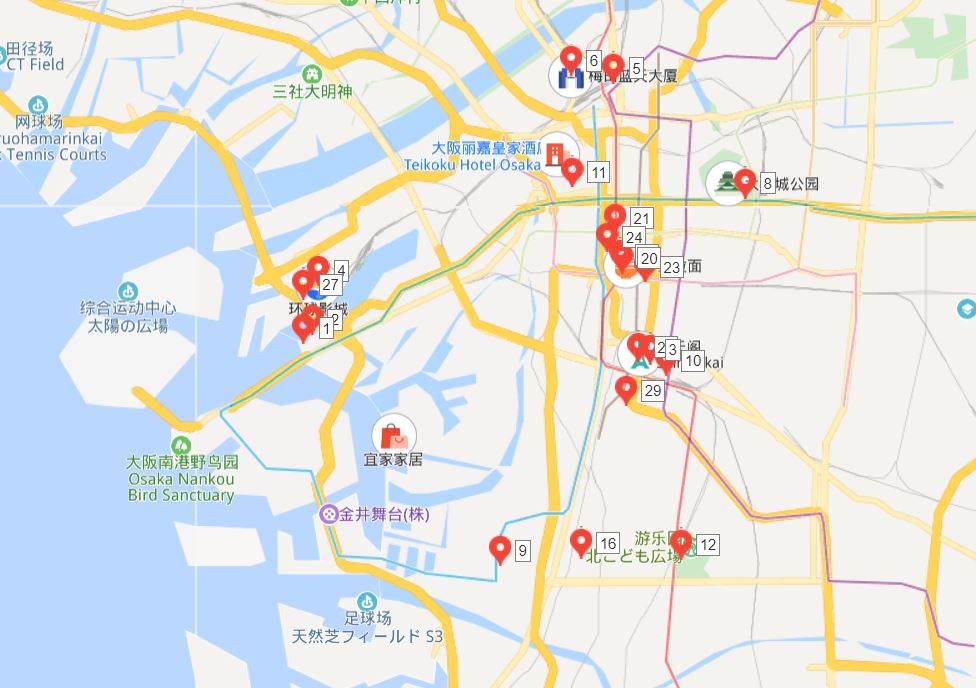 田径场
CT Field
6
5
梅田蓝天大厦
三社大明神
网球场
Tennis Courts
大阪丽嘉皇家酒店
Teikoku Hotel Osaka
11
8
城公园
21
24
20
23
拉面
4
27
环球影城
2
1
综合运动中心
太陽の広場
2
3
10
29
宜家家居
大阪南港野鸟园
Osaka Nankou
Bird Sanctuary
金井舞台(株)
9
16
游乐园
12
北こども広場
足球场
天然芝フィールド S3